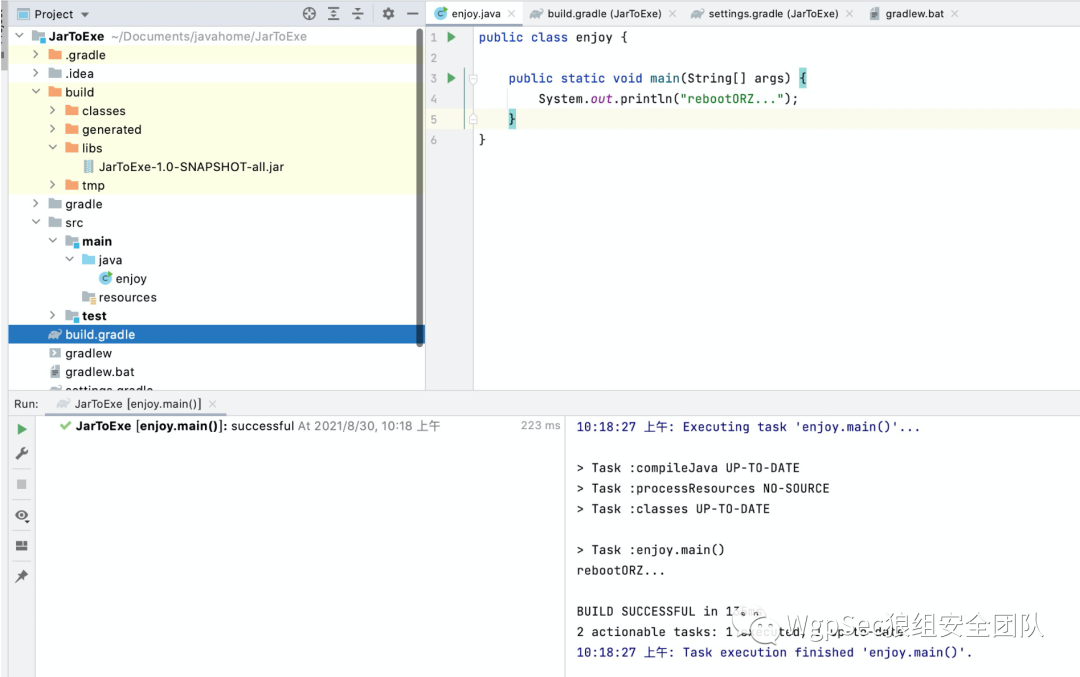 Project
JarToExe ~/Documents/javahome/JarToExe
.gradle
.idea
build
classes
generated
libs
JarToExe-1.0-SNAPSHOT-all.jar
tmp
gradle
src
main
java
enjoy
resources
test
build.gradle
gradlew
gradlew.bat
settings.gradle
enjoy.java build.gradle (JarToExe) settings.gradle (JarToExe) gradlew.bat
1 public class enjoy {
2
3 public static void main(String[] args) {
4 System.out.println("rebootORZ...");
5 }
6 }
Run: JarToExe [enjoy.main()]
JarToExe [enjoy.main()]: successful At 2021/8/30, 10:18 上午 223 ms
10:18:27 上午: Executing task 'enjoy.main()'...
> Task :compileJava UP-TO-DATE
> Task :processResources NO-SOURCE
> Task :classes UP-TO-DATE
> Task :enjoy.main()
rebootORZ...
BUILD SUCCESSFUL in
2 actionable tasks: 1 executed, 1 up-to-date
10:18:27 上午: Task execution finished 'enjoy.main()'.
WgpSec狼组安全团队